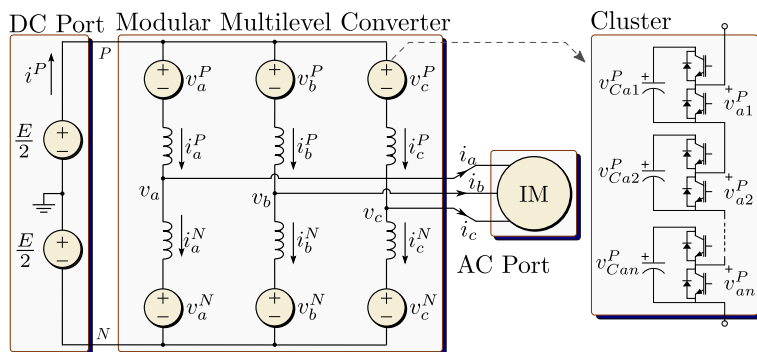 DC Port
Modular Multilevel Converter
Cluster
P
i^P
+
−
v_a^P
+
−
v_b^P
+
−
v_c^P
v_{Ca1}^P
+
+
v_{a1}^P
E/2
+
−
i_a^P
i_b^P
i_c^P
v_a
v_b
v_c
i_a
i_b
i_c
IM
v_{Ca2}^P
+
+
v_{a2}^P
E/2
+
−
i_a^N
i_b^N
i_c^N
AC Port
v_{Can}^P
+
+
v_{an}^P
+
−
v_a^N
+
−
v_b^N
+
−
v_c^N
N